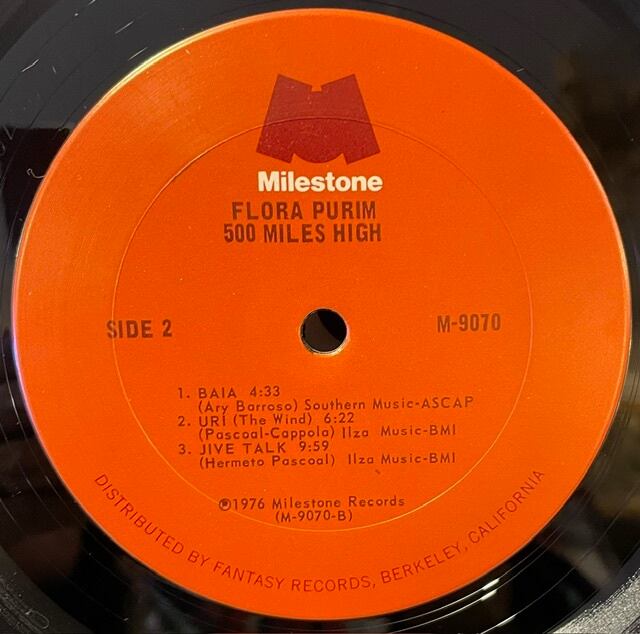 Milestone
FLORA PURIM
500 MILES HIGH
SIDE 2
M-9070
1. BAIA 4:33
(Ary Barroso) Southern Music-ASCAP
2. URI (The Wind) 6:22
(Pascoal-Cappola) Ilza Music-BMI
3. JIVE TALK 9:59
(Hermeto Pascoal) Ilza Music-BMI
℗1976 Milestone Records
(M-9070-B)
DISTRIBUTED BY FANTASY RECORDS, BERKELEY, CALIFORNIA